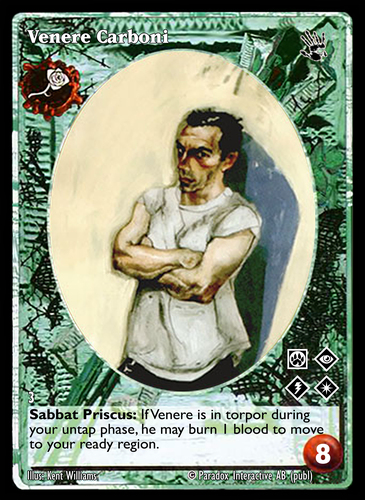 Venere Carboni
3
Sabbat Priscus: If Venere is in torpor during
your untap phase, he may burn 1 blood to move
to your ready region.
8
Illus: Kent Williams
© Paradox Interactive AB (publ)